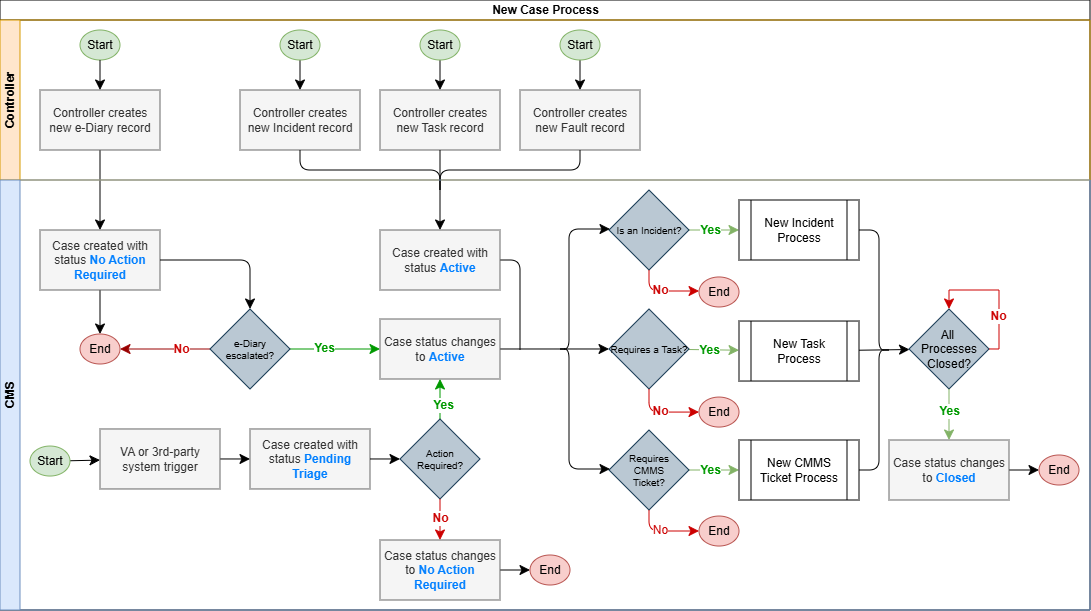 New Case Process
Controller
Start
Start
Start
Start
Controller creates
new e-Diary record
Controller creates
new Incident record
Controller creates
new Task record
Controller creates
new Fault record
CMS
Case created with
status No Action
Required
Case created with
status Active
Is an Incident?
Yes
New Incident
Process
No
End
End
No
e-Diary
escalated?
Yes
Case status changes
to Active
Requires a Task?
Yes
New Task
Process
No
End
All
Processes
Closed?
No
Yes
Start
VA or 3rd-party
system trigger
Case created with
status Pending
Triage
Action
Required?
Yes
No
Case status changes
to No Action
Required
End
Requires
CMMS
Ticket?
Yes
New CMMS
Ticket Process
No
End
Case status changes
to Closed
End